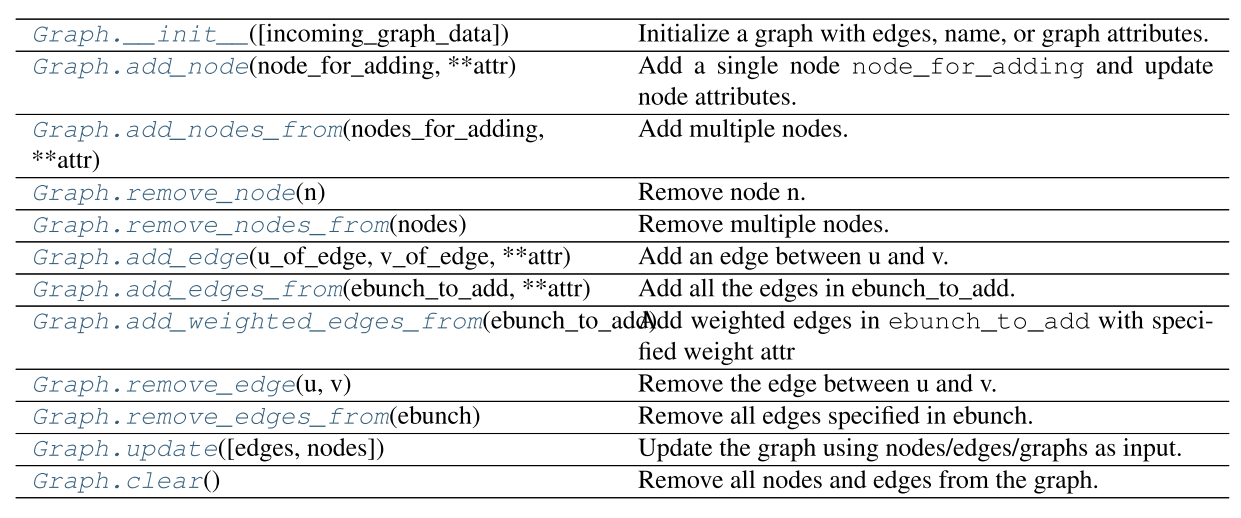 Graph.__init__([incoming_graph_data]) Initialize a graph with edges, name, or graph attributes.
Graph.add_node(node_for_adding, **attr) Add a single node node_for_adding and update
node attributes.
Graph.add_nodes_from(nodes_for_adding, Add multiple nodes.
**attr)
Graph.remove_node(n) Remove node n.
Graph.remove_nodes_from(nodes) Remove multiple nodes.
Graph.add_edge(u_of_edge, v_of_edge, **attr) Add an edge between u and v.
Graph.add_edges_from(ebunch_to_add, **attr) Add all the edges in ebunch_to_add.
Graph.add_weighted_edges_from(ebunch_to_add) Add weighted edges in ebunch_to_add with speci-
fied weight attr
Graph.remove_edge(u, v) Remove the edge between u and v.
Graph.remove_edges_from(ebunch) Remove all edges specified in ebunch.
Graph.update([edges, nodes]) Update the graph using nodes/edges/graphs as input.
Graph.clear() Remove all nodes and edges from the graph.